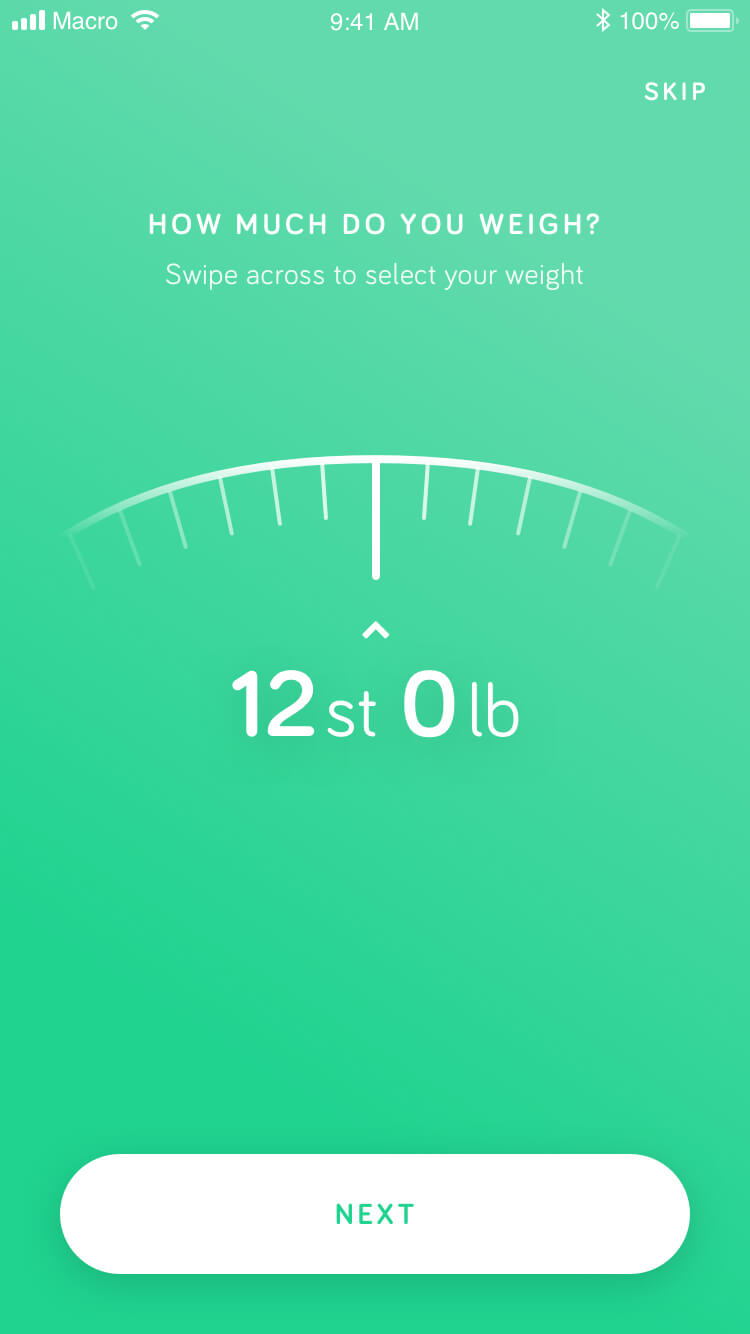 Macro 9:41 AM 100%
SKIP
HOW MUCH DO YOU WEIGH?
Swipe across to select your weight
12 st 0 lb
NEXT